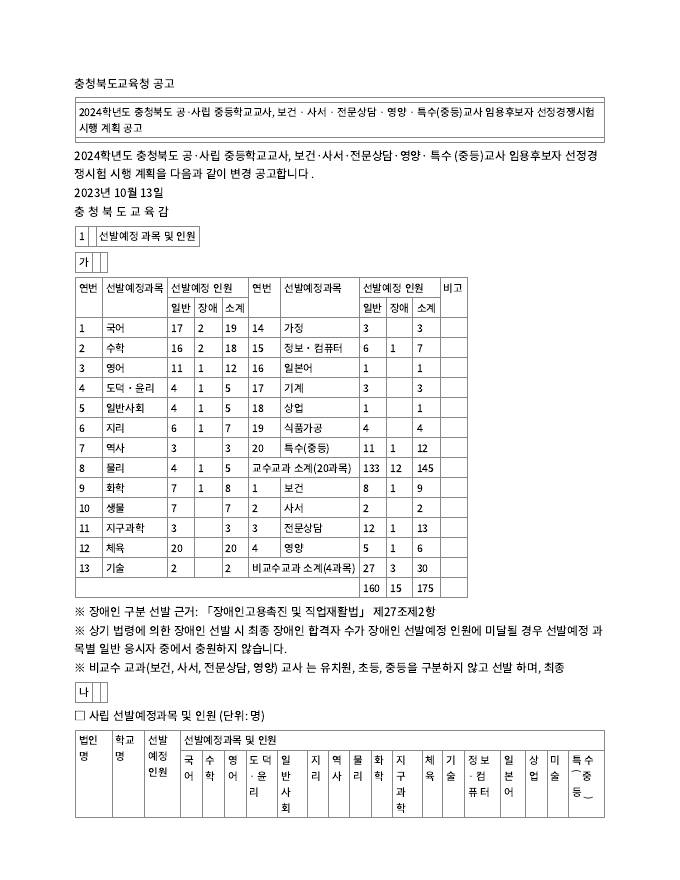 충청북도교육청 공고
2024학년도 충청북도 공·사립 중등학교교사, 보건·사서·전문상담·영양·특수(중등)교사 임용후보자 선정경쟁시험
시행 계획 공고
2024학년도 충청북도 공·사립 중등학교교사, 보건·사서·전문상담·영양· 특수 (중등)교사 임용후보자 선정경
쟁시험 시행 계획을 다음과 같이 변경 공고합니다 .
2023년 10월 13일
충 청 북 도 교 육 감
1 선발예정 과목 및 인원
가
연번 선발예정과목 선발예정 인원 연번 선발예정과목 선발예정 인원 비고
일반 장애 소계 일반 장애 소계
1 국어 17 2 19 14 가정 3 3
2 수학 16 2 18 15 정보·컴퓨터 6 1 7
3 영어 11 1 12 16 일본어 1 1
4 도덕·윤리 4 1 5 17 기계 3 3
5 일반사회 4 1 5 18 상업 1 1
6 지리 6 1 7 19 식품가공 4 4
7 역사 3 3 20 특수(중등) 11 1 12
8 물리 4 1 5 교수교과 소계(20과목) 133 12 145
9 화학 7 1 8 1 보건 8 1 9
10 생물 7 7 2 사서 2 2
11 지구과학 3 3 3 전문상담 12 1 13
12 체육 20 20 4 영양 5 1 6
13 기술 2 2 비교수교과 소계(4과목) 27 3 30
160 15 175
※ 장애인 구분 선발 근거: 「장애인고용촉진 및 직업재활법」 제27조제2항
※ 상기 법령에 의한 장애인 선발 시 최종 장애인 합격자 수가 장애인 선발예정 인원에 미달될 경우 선발예정 과
목별 일반 응시자 중에서 충원하지 않습니다.
※ 비교수 교과(보건, 사서, 전문상담, 영양) 교사 는 유치원, 초등, 중등을 구분하지 않고 선발 하며, 최종
나
□ 사립 선발예정과목 및 인원 (단위: 명)
법인명 학교명 선발예정인원 선발예정과목 및 인원
국어 수학 영어 도덕·윤리 일반사회 지리 역사 물리 화학 지구과학 체육 기술 정보·컴퓨터 일본어 상업 미술 특수(중등)